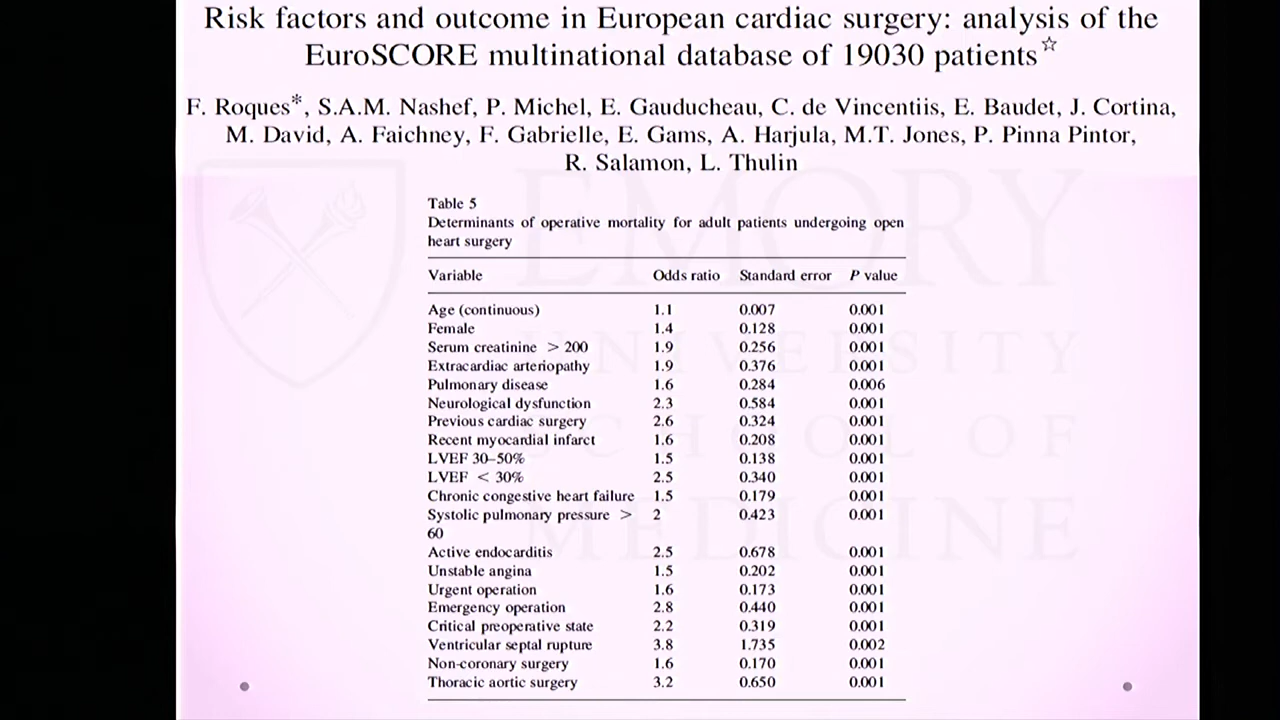 Risk factors and outcome in European cardiac surgery: analysis of the
EuroSCORE multinational database of 19030 patients☆
F. Roques*, S.A.M. Nashef, P. Michel, E. Gauducheau, C. de Vincentiis, E. Baudet, J. Cortina,
M. David, A. Faichney, F. Gabrielle, E. Gams, A. Harjula, M.T. Jones, P. Pinna Pintor,
R. Salamon, L. Thulin
EMORY
UNIVERSITY
SCHOOL OF
MEDICINE
Table 5
Determinants of operative mortality for adult patients undergoing open
heart surgery
Variable Odds ratio Standard error P value
Age (continuous) 1.1 0.007 0.001
Female 1.4 0.128 0.001
Serum creatinine > 200 1.9 0.256 0.001
Extracardiac arteriopathy 1.9 0.376 0.001
Pulmonary disease 1.6 0.284 0.006
Neurological dysfunction 2.3 0.584 0.001
Previous cardiac surgery 2.6 0.324 0.001
Recent myocardial infarct 1.6 0.208 0.001
LVEF 30–50% 1.5 0.138 0.001
LVEF < 30% 2.5 0.340 0.001
Chronic congestive heart failure 1.5 0.179 0.001
Systolic pulmonary pressure > 2 0.423 0.001
60
Active endocarditis 2.5 0.678 0.001
Unstable angina 1.5 0.202 0.001
Urgent operation 1.6 0.173 0.001
Emergency operation 2.8 0.440 0.001
Critical preoperative state 2.2 0.319 0.001
Ventricular septal rupture 3.8 1.735 0.002
Non-coronary surgery 1.6 0.170 0.001
Thoracic aortic surgery 3.2 0.650 0.001